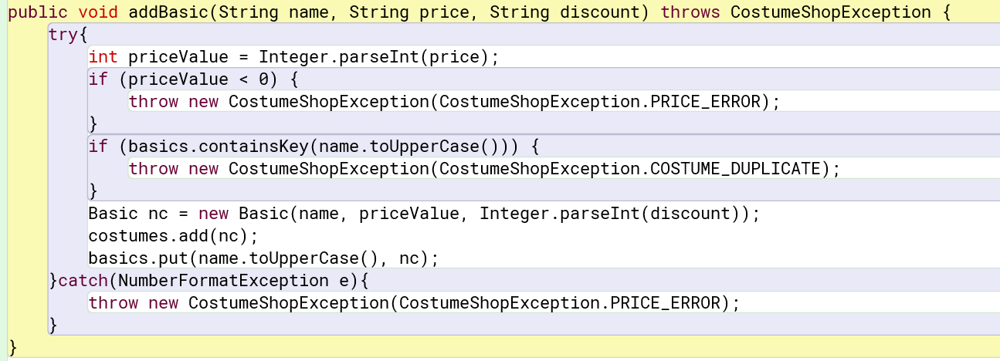 public void addBasic(String name, String price, String discount) throws CostumeShopException {
    try{
        int priceValue = Integer.parseInt(price);
        if (priceValue < 0) {
            throw new CostumeShopException(CostumeShopException.PRICE_ERROR);
        }
        if (basics.containsKey(name.toUpperCase())) {
            throw new CostumeShopException(CostumeShopException.COSTUME_DUPLICATE);
        }
        Basic nc = new Basic(name, priceValue, Integer.parseInt(discount));
        costumes.add(nc);
        basics.put(name.toUpperCase(), nc);
    }catch(NumberFormatException e){
        throw new CostumeShopException(CostumeShopException.PRICE_ERROR);
    }
}